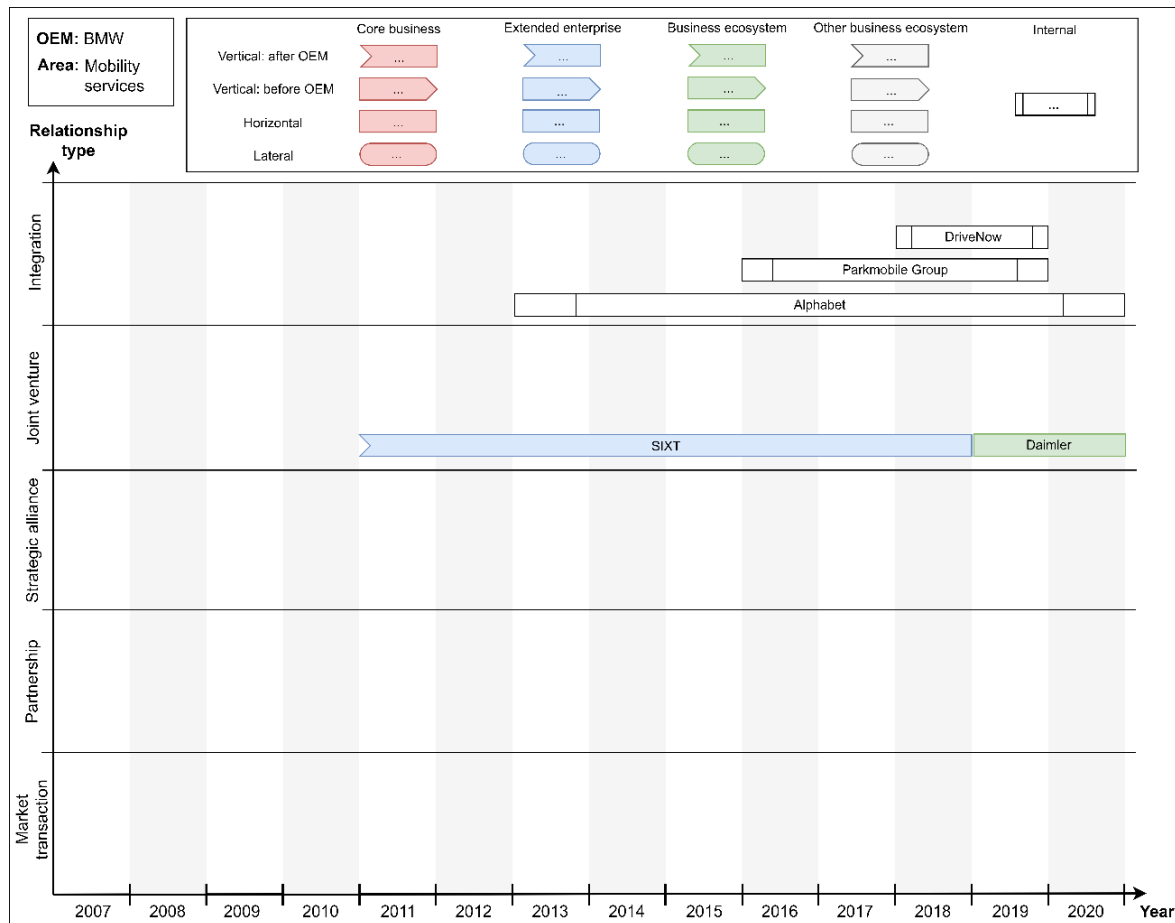 OEM: BMW
Area: Mobility
services
Core business
Extended enterprise
Business ecosystem
Other business ecosystem
Internal
Vertical: after OEM
...
...
...
...
Vertical: before OEM
...
...
...
...
...
Horizontal
...
...
...
...
Lateral
...
...
...
...
Relationship
type
Integration
DriveNow
Parkmobile Group
Alphabet
Joint venture
SIXT
Daimler
Strategic alliance
Partnership
Market
transaction
2007
2008
2009
2010
2011
2012
2013
2014
2015
2016
2017
2018
2019
2020
Year